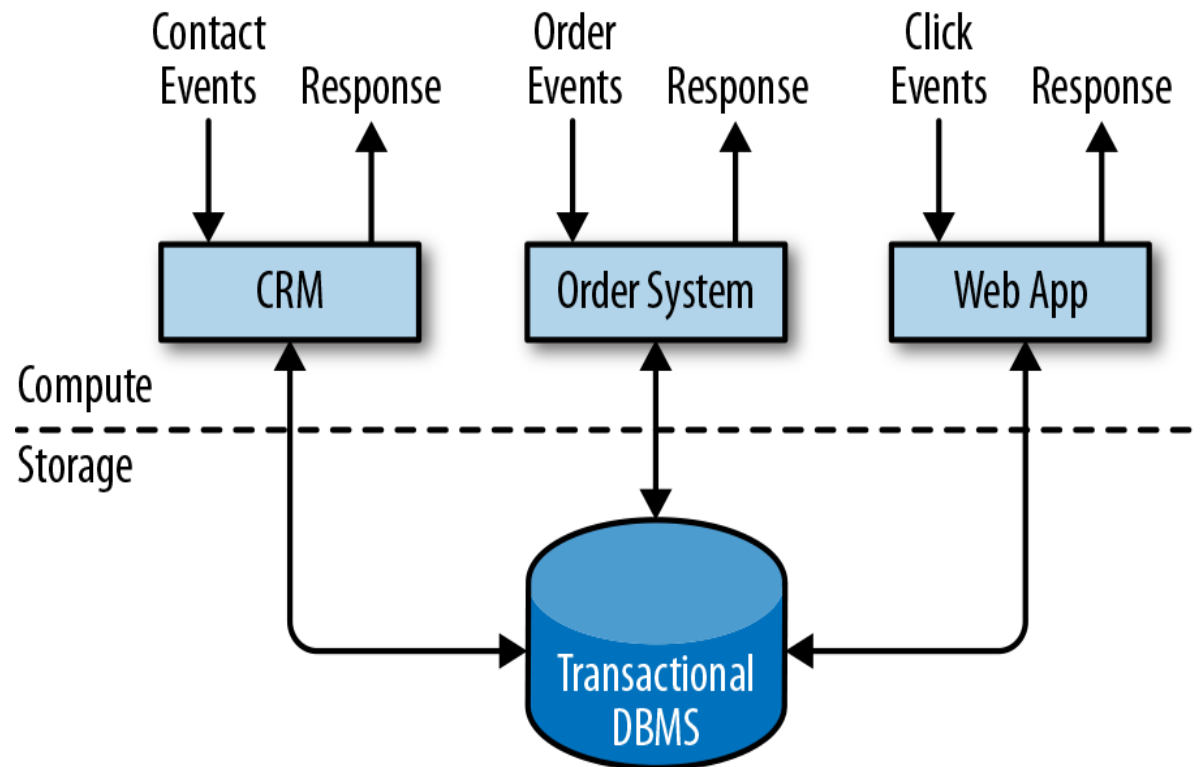 Contact
Events
Response
Order
Events
Response
Click
Events
Response
CRM
Order System
Web App
Compute
Storage
Transactional
DBMS